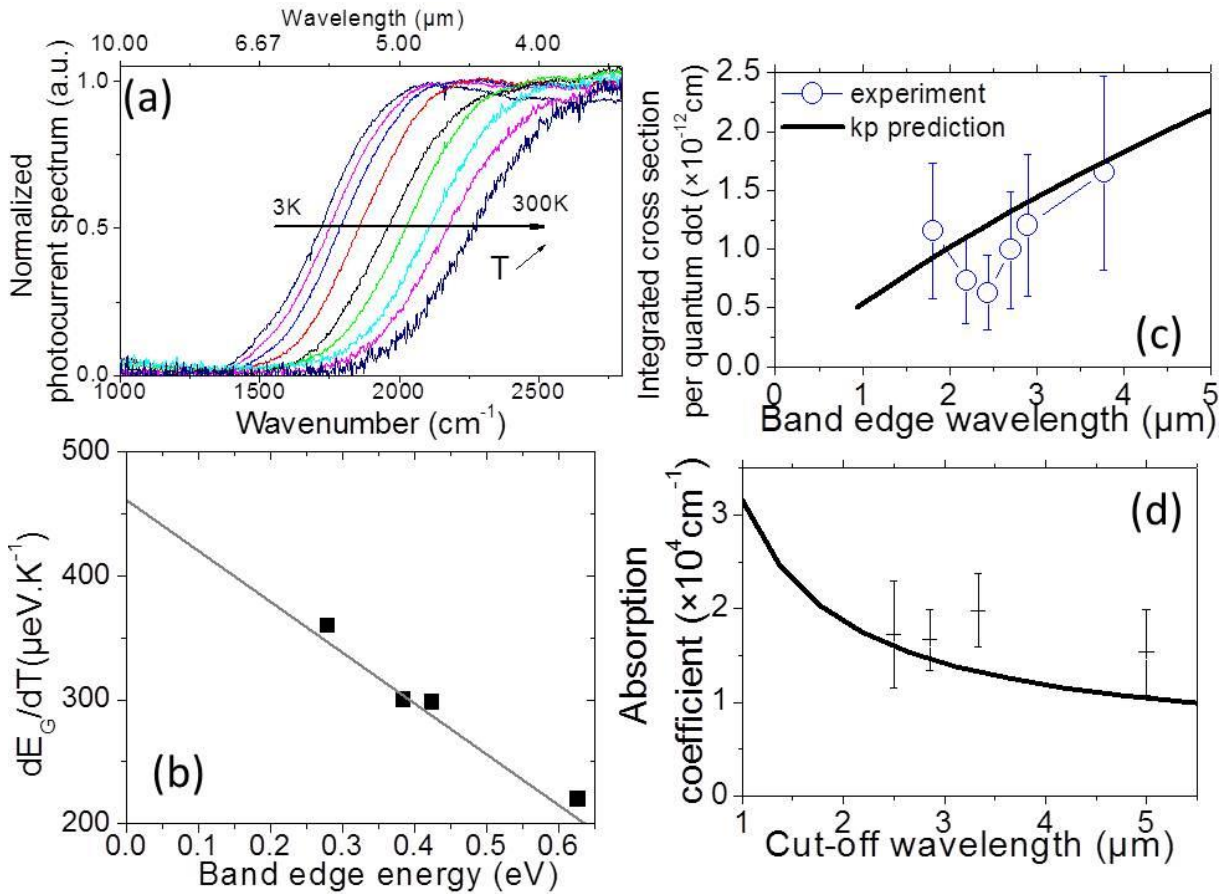 Wavelength (µm)
10.00 6.67 5.00 4.00
Normalized
photocurrent spectrum (a.u.)
1.0
0.5
0.0
(a)
3K
300K
T
1000 1500 2000 2500
Wavenumber (cm-1)
Integrated cross section
per quantum dot (×10-12cm)
2.5
2.0
1.5
1.0
0.5
0.0
experiment
kp prediction
(c)
0 1 2 3 4 5
Band edge wavelength (µm)
dEG/dT(µeV.K-1)
500
400
300
200
(b)
0.0 0.1 0.2 0.3 0.4 0.5 0.6
Band edge energy (eV)
Absorption
coefficient (×104cm-1)
3
2
1
0
(d)
1 2 3 4 5
Cut-off wavelength (µm)